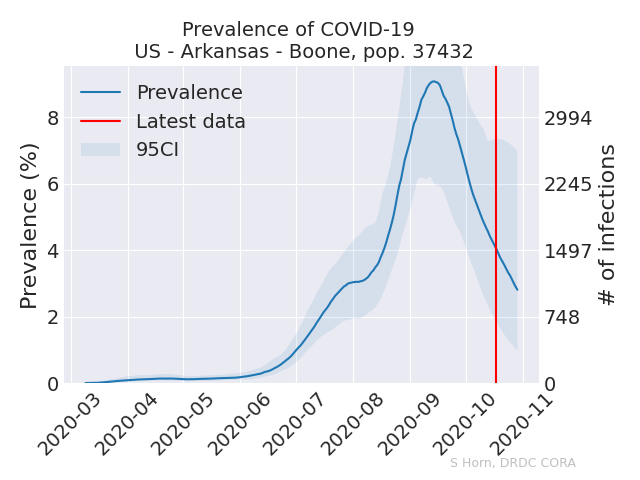 Prevalence of COVID-19
US - Arkansas - Boone, pop. 37432
Prevalence
Latest data
95CI
Prevalence (%)
8
6
4
2
0
2994
2245
1497
748
0
# of infections
2020-03
2020-04
2020-05
2020-06
2020-07
2020-08
2020-09
2020-10
2020-11
S Horn, DRDC CORA